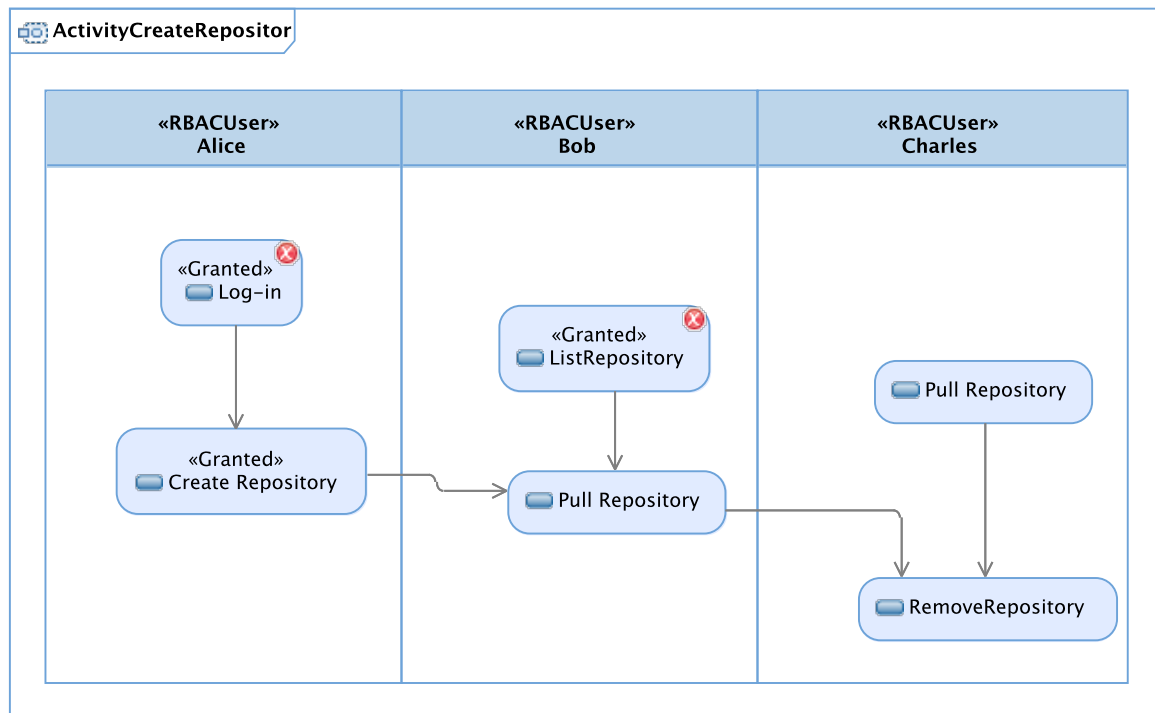 ActivityCreateRepositor
«RBACUser»
Alice
«RBACUser»
Bob
«RBACUser»
Charles
«Granted»
Log-in
«Granted»
ListRepository
Pull Repository
«Granted»
Create Repository
Pull Repository
RemoveRepository